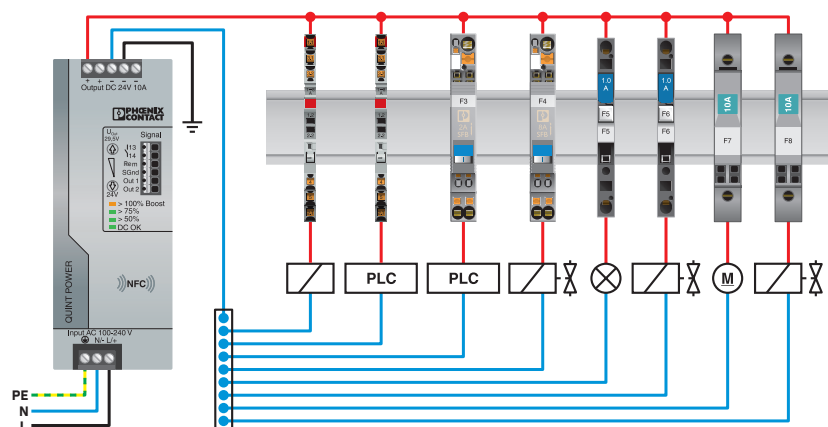 + + − − −
Output DC 24V 10A
PHŒNIX
CONTACT
UOut
29,5V
Signal
13
14
Rem
SGnd
Out 1
Out 2
24V
> 100% Boost
> 75%
> 50%
DC OK
QUINT POWER
NFC
Input AC 100-240 V
N/- L/+
PE
N
L
F3
F4
1.0
A
F5
F5
1.0
A
F6
F6
10A
F7
10A
F8
PLC
PLC
M